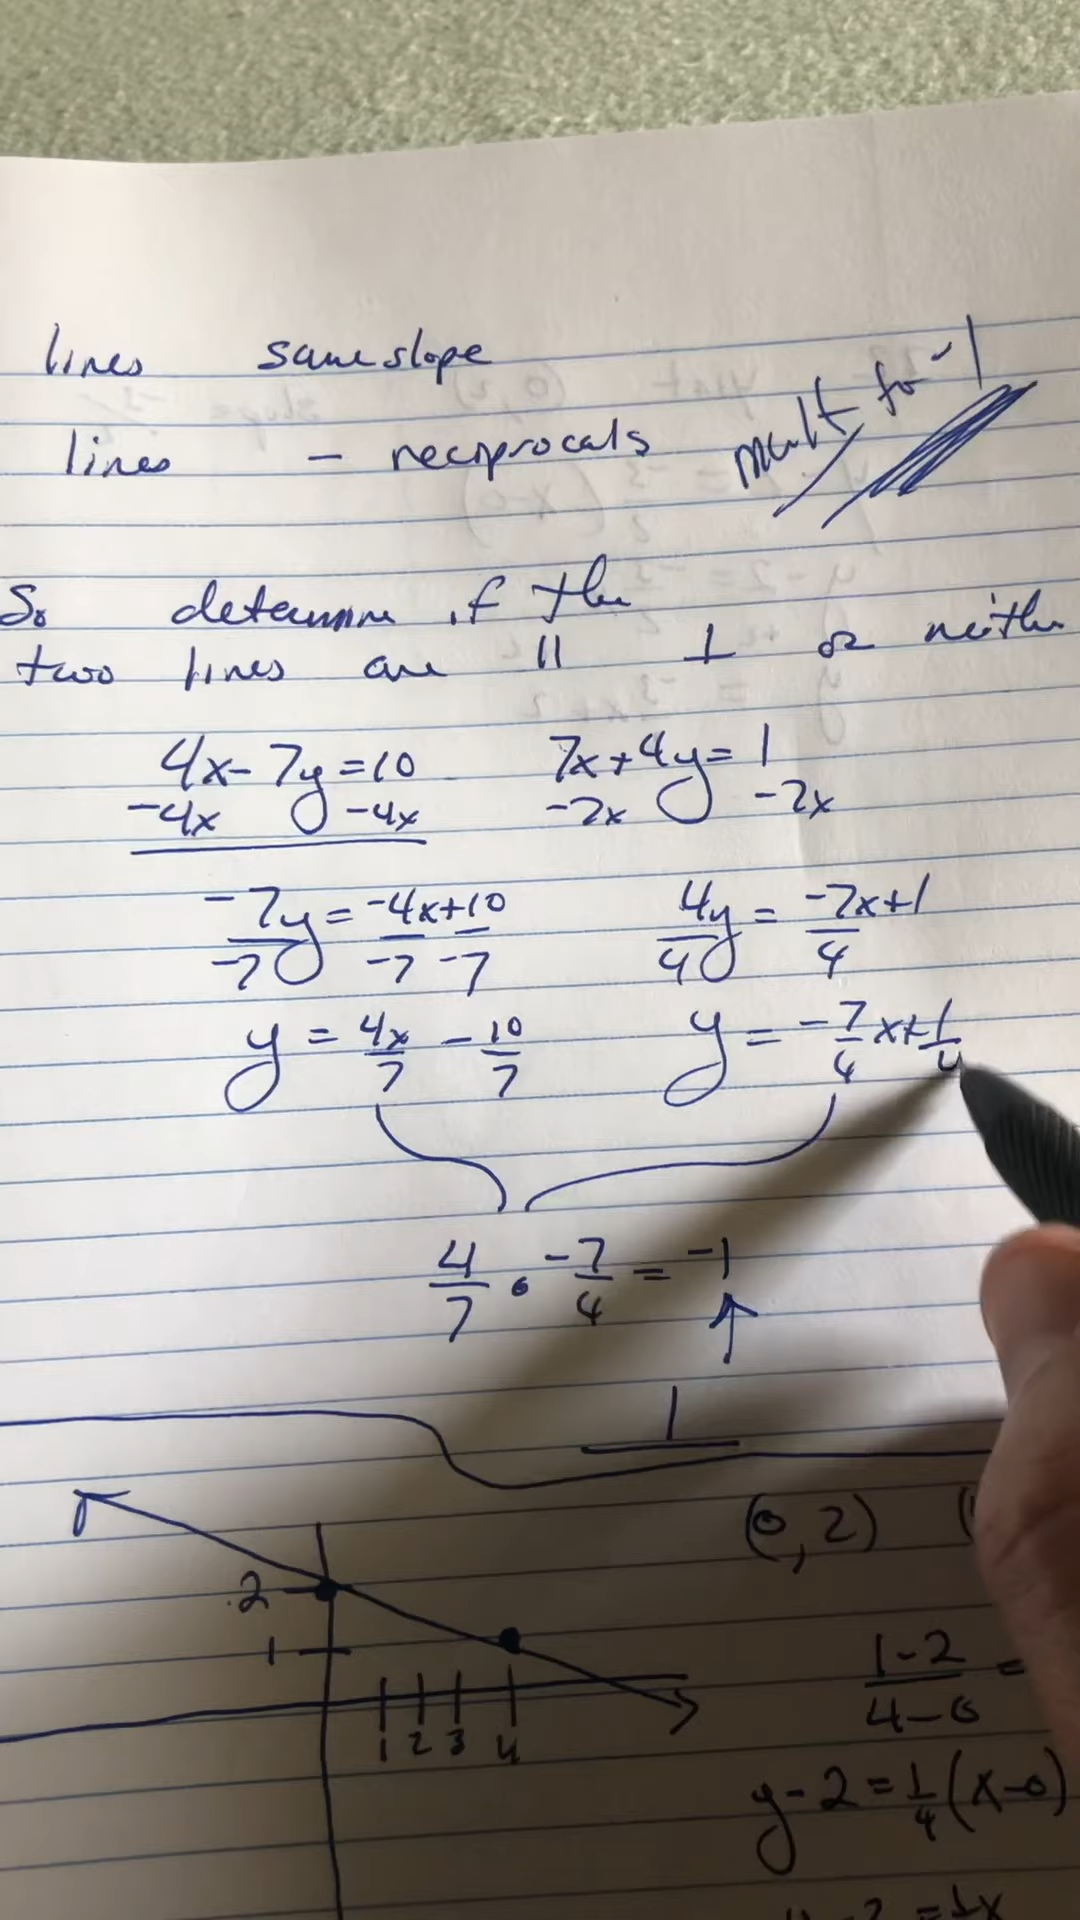 lines same slope
lines - reciprocals mult for -1
So determine if the
two lines are || ⊥ or neither
4x-7y=10 7x+4y=1
-4x -4x -7x -7x
-7y/-7 = -4x/-7 +10/-7 4y/4 = -7x+1/4
y = 4x/7 - 10/7 y = -7/4 x+1/4
4/7 · -7/4 = -1
⊥
(0,2) (
2
1
1-2/4-0 =
1 2 3 4
y-2=1/4(x-0)
y-2=1x